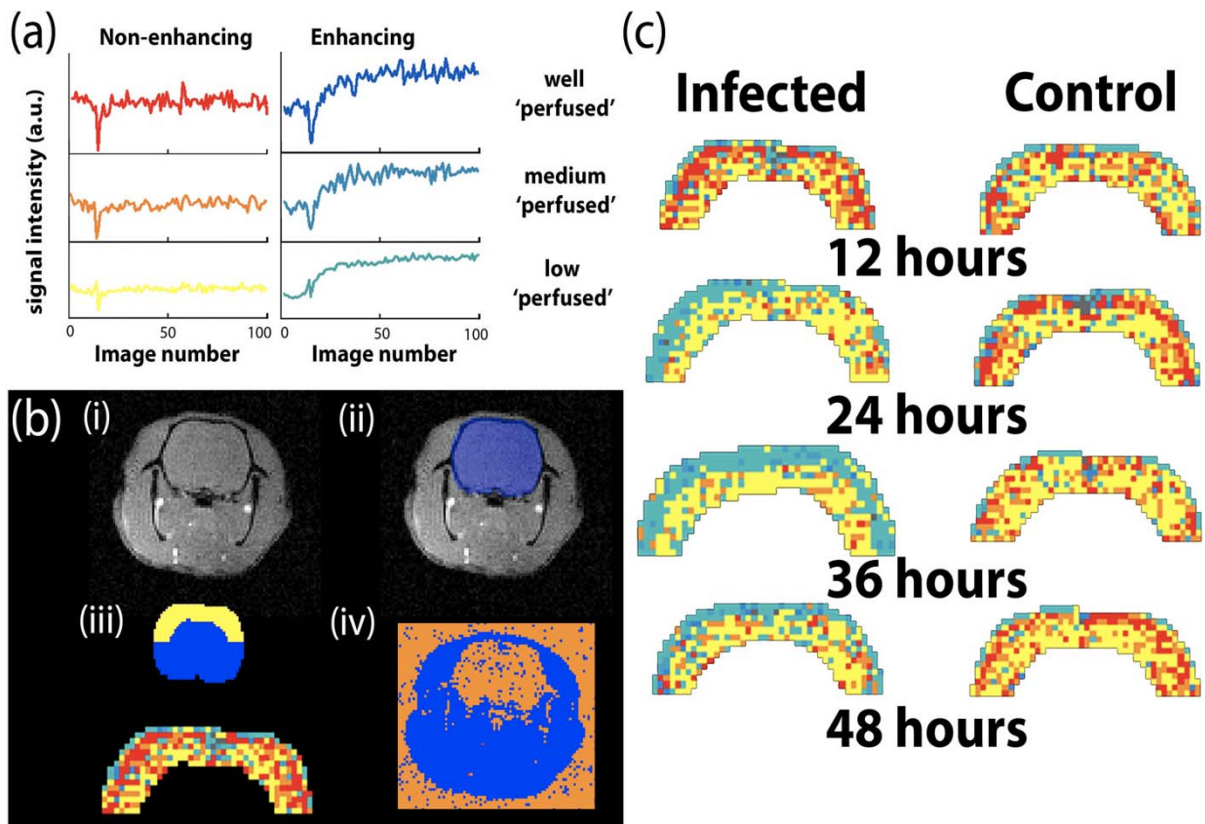 (a)
Non-enhancing
Enhancing
signal intensity (a.u.)
well
‘perfused’
medium
‘perfused’
low
‘perfused’
0
50
100
0
50
100
Image number
Image number
(b)
(i)
(ii)
(iii)
(iv)
(c)
Infected
Control
12 hours
24 hours
36 hours
48 hours